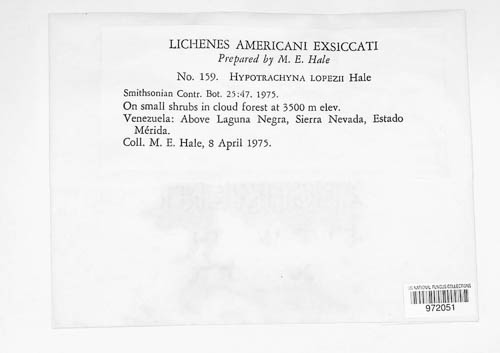 LICHENES AMERICANI EXSICCATI
Prepared by M. E. Hale
No. 159. HYPOTRACHYNA LOPEZII Hale
Smithsonian Contr. Bot. 25:47. 1975.
On small shrubs in cloud forest at 3500 m elev.
Venezuela: Above Laguna Negra, Sierra Nevada, Estado
Mérida.
Coll. M. E. Hale, 8 April 1975.
US NATIONAL FUNGUS COLLECTIONS
972051